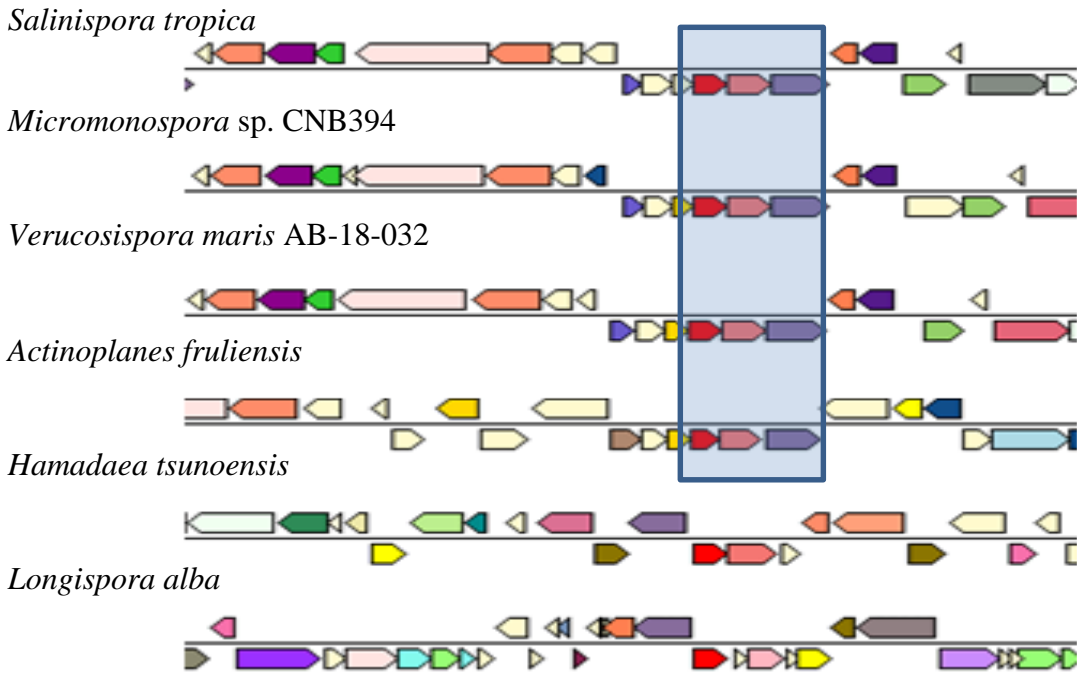 Salinispora tropica
Micromonospora sp. CNB394
Verucosispora maris AB-18-032
Actinoplanes fruliensis
Hamadaea tsunoensis
Longispora alba